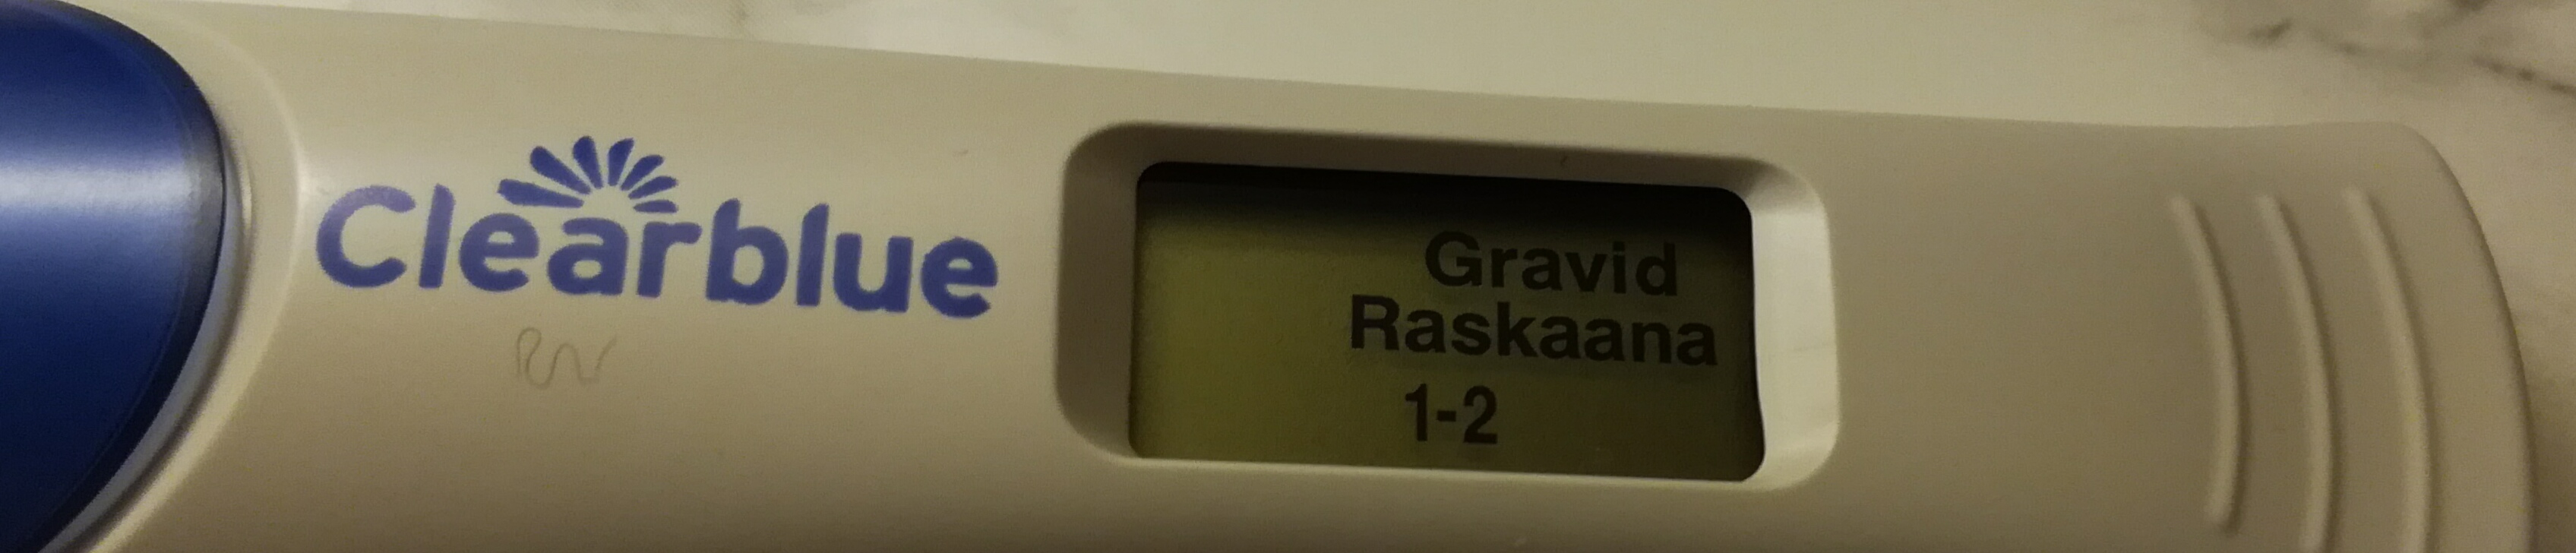 Clearblue
Gravid
Raskaana
1-2